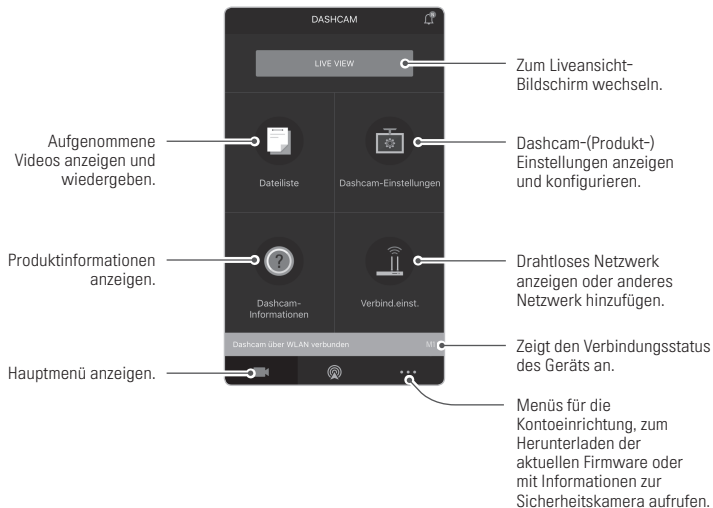 DASHCAM
LIVE VIEW
Zum Liveansicht-
Bildschirm wechseln.
Aufgenommene
Videos anzeigen und
wiedergeben.
Dateiliste
Dashcam-Einstellungen
Dashcam-(Produkt-)
Einstellungen anzeigen
und konfigurieren.
Produktinformationen
anzeigen.
?
Dashcam-
Informationen
Verbind.einst.
Drahtloses Netzwerk
anzeigen oder anderes
Netzwerk hinzufügen.
Dashcam über WLAN verbunden
Zeigt den Verbindungsstatus
des Geräts an.
Hauptmenü anzeigen.
Menüs für die
Kontoeinrichtung, zum
Herunterladen der
aktuellen Firmware oder
mit Informationen zur
Sicherheitskamera aufrufen.